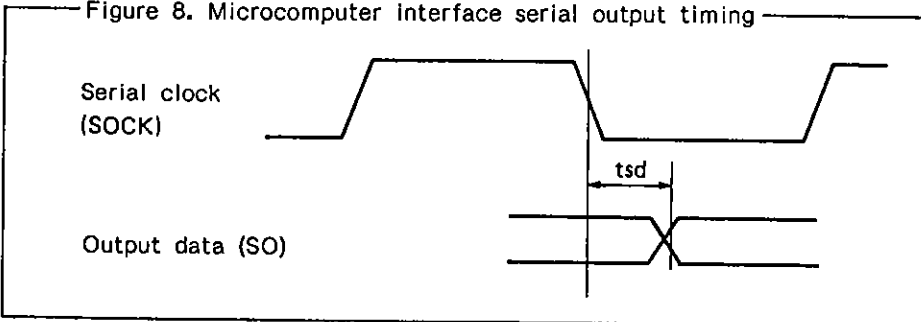 Figure 8. Microcomputer interface serial output timing
Serial clock
(SOCK)
tsd
Output data (SO)